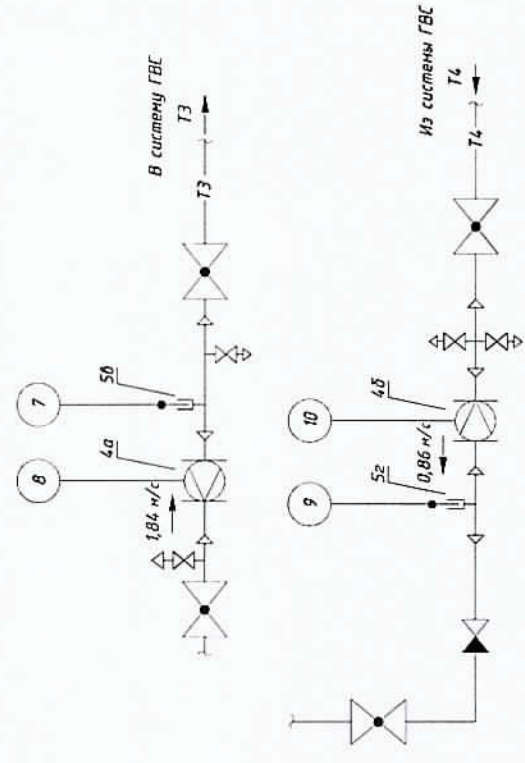 В систему ГВС
Т3
Т3
7
5в
8
4а
1,84 м/с
Из системы ГВС
Т4
Т4
10
4б
0,86 м/с
9
5г